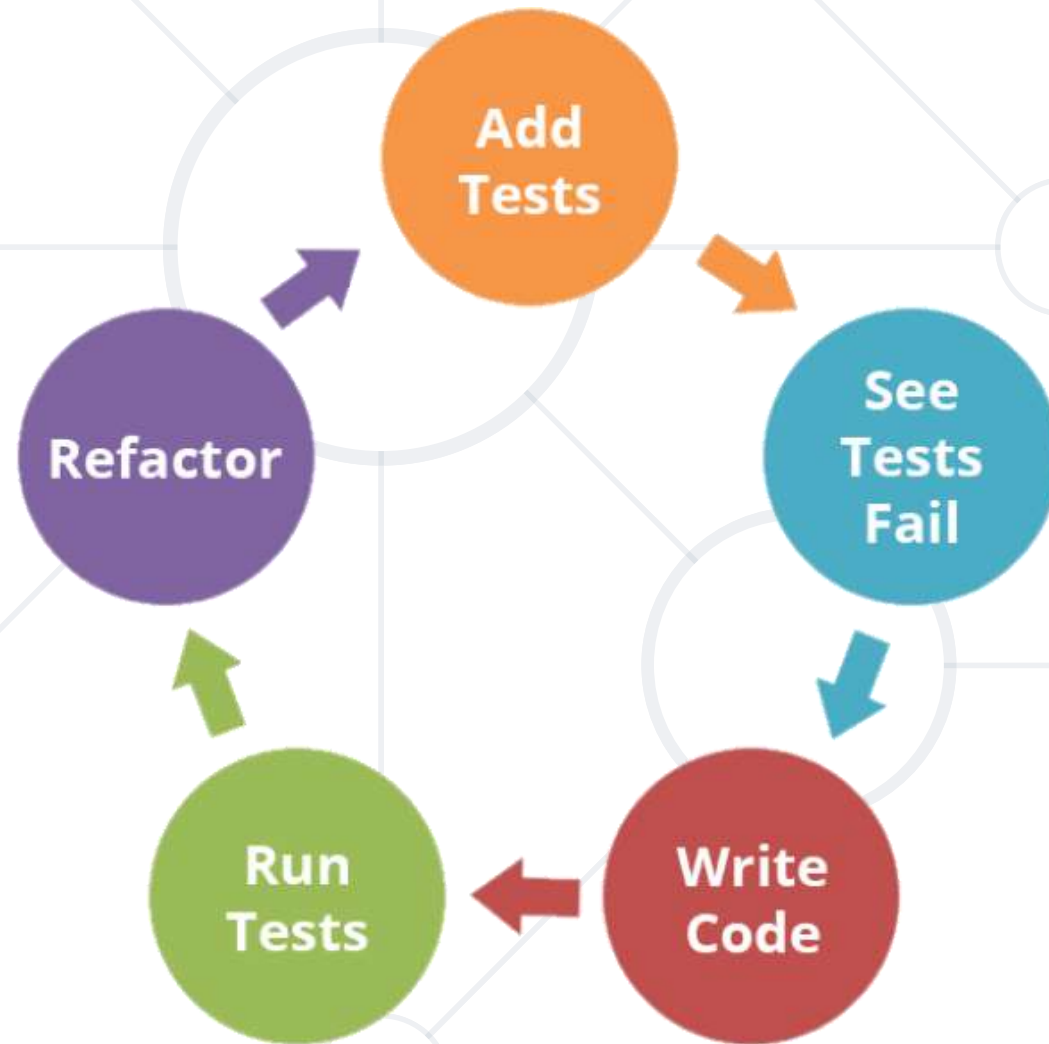 Add
Tests
See
Tests
Fail
Write
Code
Run
Tests
Refactor